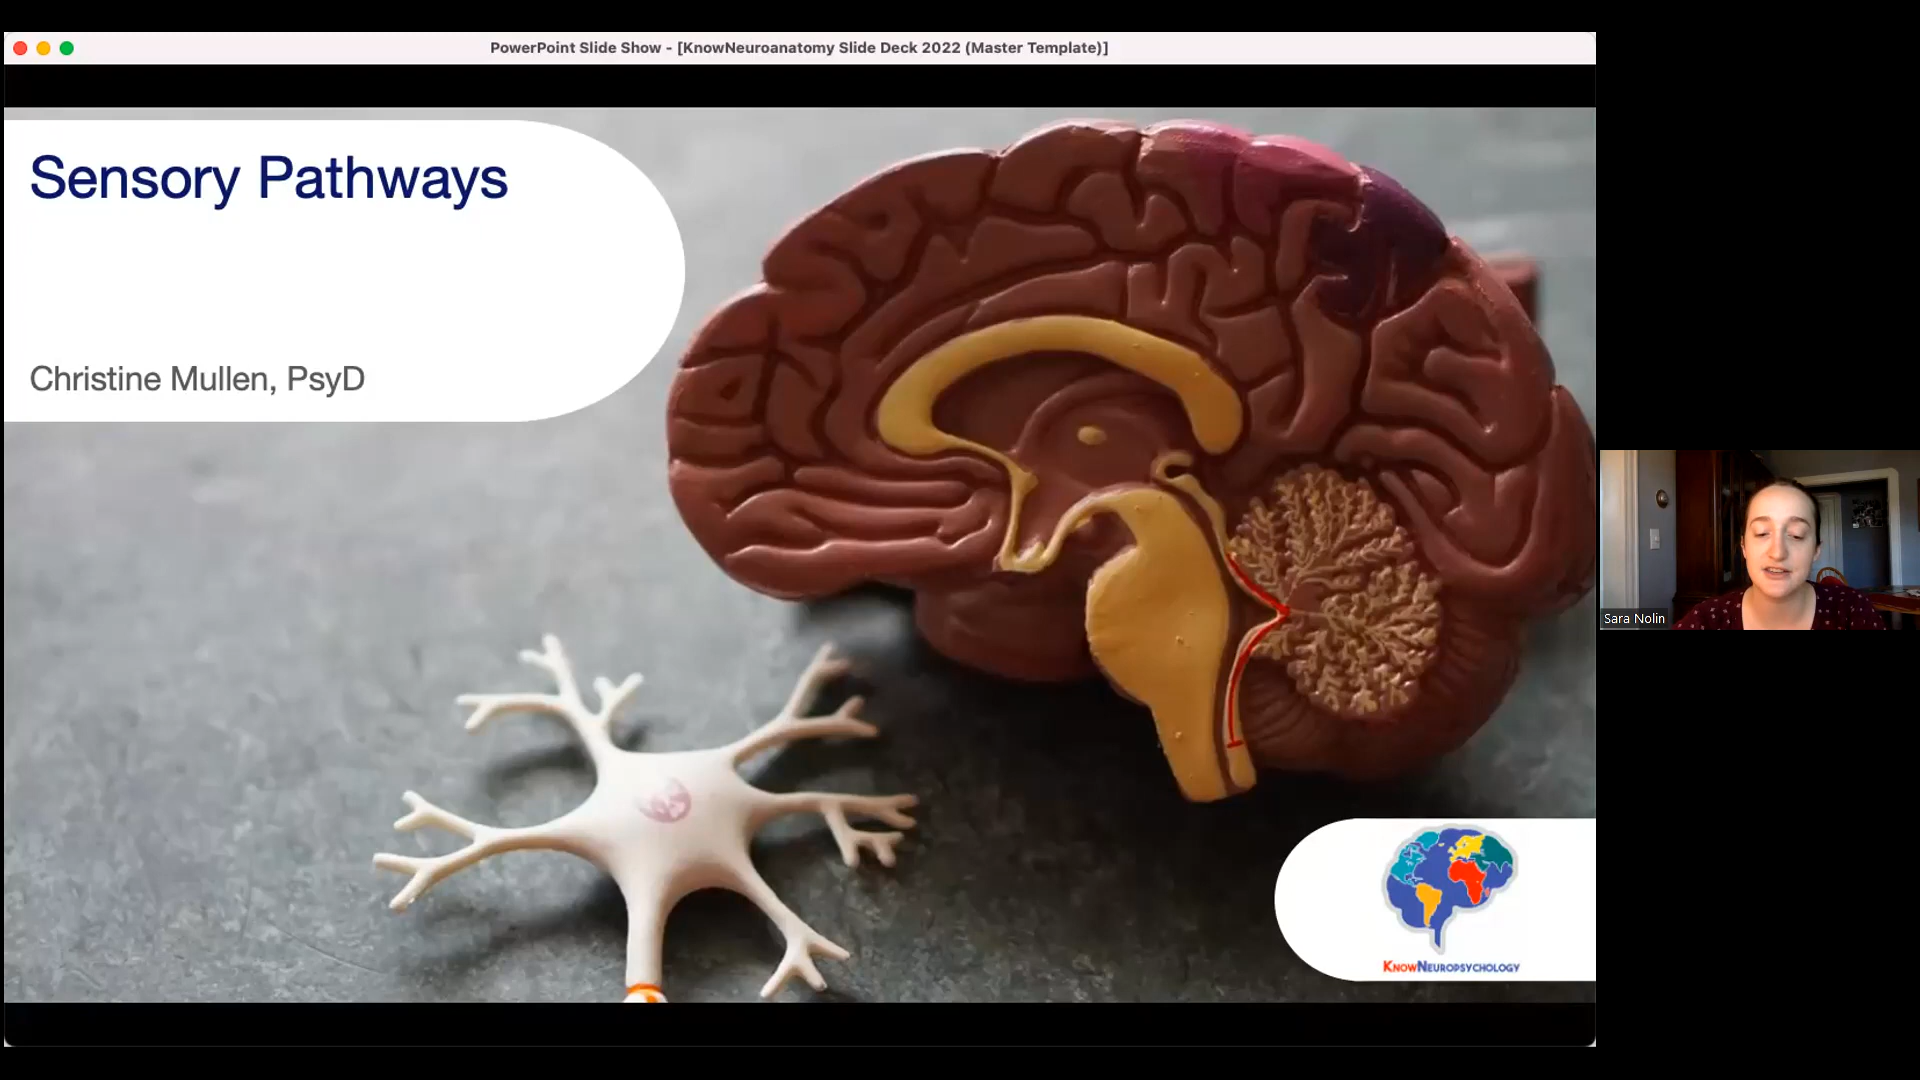 PowerPoint Slide Show - [KnowNeuroanatomy Slide Deck 2022 (Master Template)]
Sensory Pathways
Christine Mullen, PsyD
Sara Nolin
KNOWNEUROPSYCHOLOGY